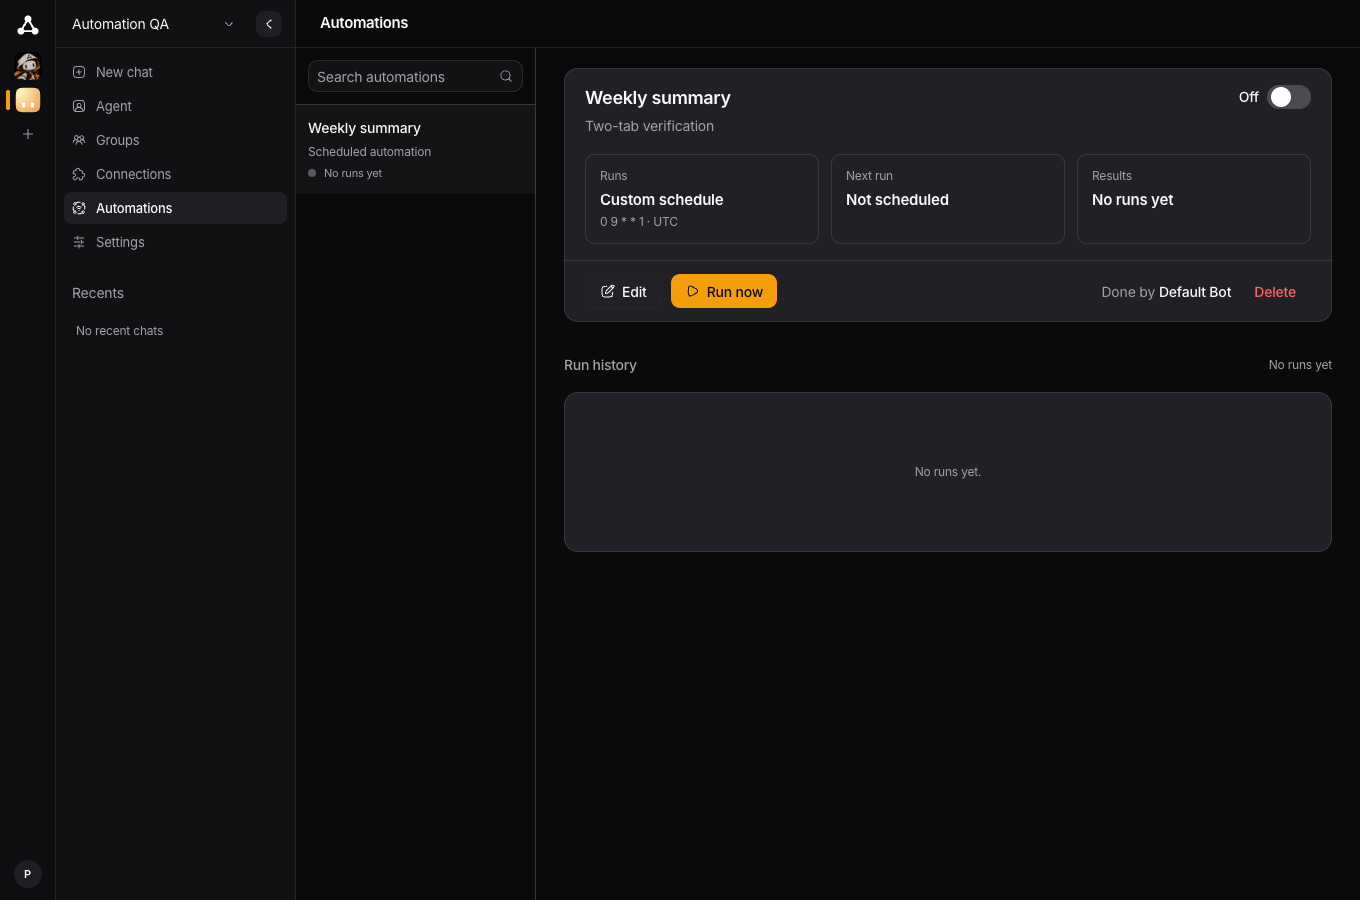 Automation QA
New chat
Agent
Groups
Connections
Automations
Settings
Recents
No recent chats
P
Automations
Search automations
Weekly summary
Scheduled automation
No runs yet
Weekly summary
Off
Two-tab verification
Runs
Custom schedule
0 9 * * 1 · UTC
Next run
Not scheduled
Results
No runs yet
Edit
Run now
Done by Default Bot
Delete
Run history
No runs yet
No runs yet.